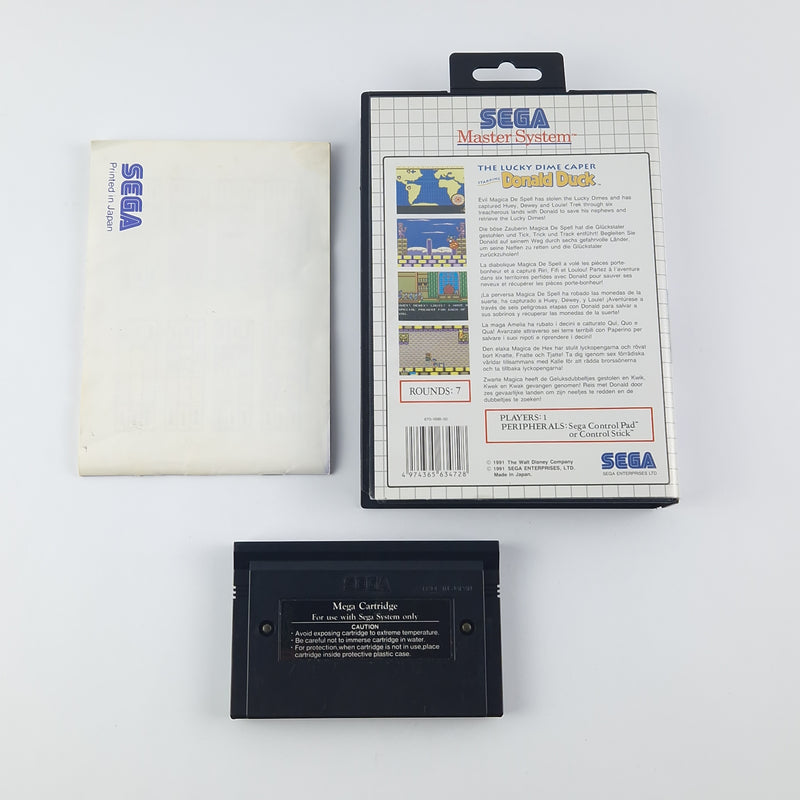 SEGA
Printed in Japan
SEGA
Master System™
THE LUCKY DIME CAPER
STARRING Donald Duck™
Evil Magica De Spell has stolen the Lucky Dimes and has
captured Huey, Dewey and Louie! Trek through six
treacherous lands with Donald to save his nephews and
retrieve the Lucky Dimes!
Die böse Zauberin Magica De Spell hat die Glückstaler
gestohlen und Tick, Trick und Track entführt! Begleiten Sie
Donald auf seinem Weg durch sechs gefahrvolle Länder,
um seine Neffen zu retten und die Glückstaler
zurückzuholen!
La diabolique Magica De Spell a volé les pièces porte-
bonheur et a capturé Riri, Fifi et Loulou! Partez à l'aventure
dans six territoires perfides avec Donald pour sauver ses
neveux et récupérer les pièces porte-bonheur!
¡La perversa Magica De Spell ha robado las monedas de la
suerte, ha capturado a Huey, Dewey, y Louie! ¡Aventúrese a
través de seis peligrosas etapas con Donald para salvar a
sus sobrinos y recuperar las monedas de la suerte!
La maga Amelia ha rubato i decini e catturato Qui, Quo e
Qua! Avanzate attraverso sei terre terribili con Paperino per
salvare i suoi nipoti e riprendere i decini!
Den elaka Magica de Hex har stulit lyckopengarna och rövat
bort Knatte, Fnatte och Tjatte! Ta dig igenom sex förrädiska
världar tillsammans med Kalle för att rädda brorsönerna
och ta tillbaka lyckopengarna!
Zwarte Magica heeft de Geluksdubbeltjes gestolen en Kwik,
Kwek en Kwak gevangen genomen! Reis met Donald door
zes gevaarlijke landen om zijn neefjes te redden en de
dubbeltjes te zoeken!
ROUNDS: 7
PLAYERS: 1
PERIPHERALS: Sega Control Pad™
or Control Stick™
4 974365 634728
© 1991 The Walt Disney Company
© 1991 SEGA ENTERPRISES, LTD.
Made in Japan.
SEGA
SEGA ENTERPRISES LTD.
SEGA
Mega Cartridge
For use with Sega System only
CAUTION
· Avoid exposing cartridge to extreme temperature.
· Be careful not to immerse cartridge in water.
· For protection,when cartridge is not in use,place
cartridge inside protective plastic case.